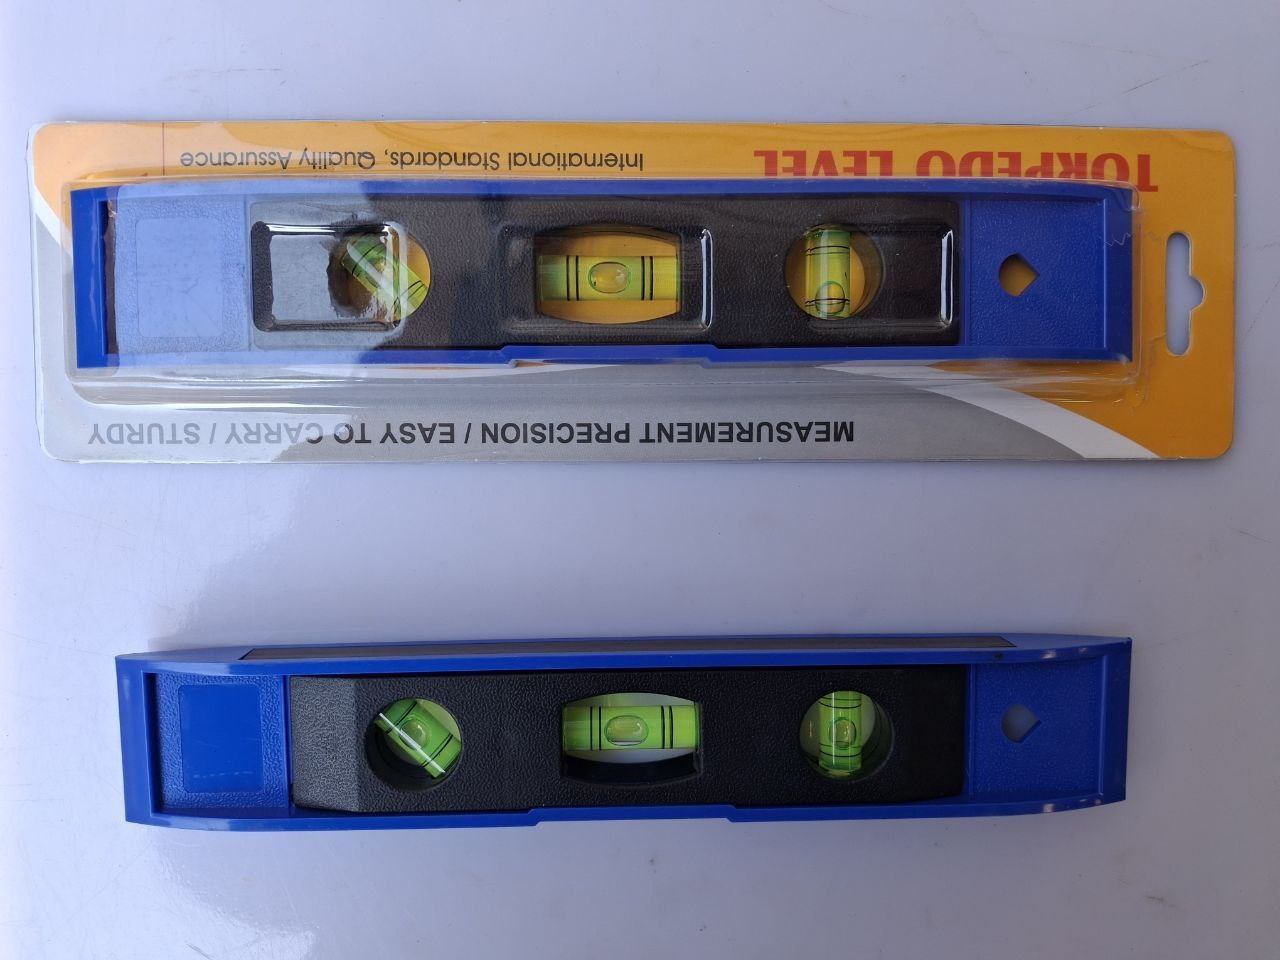 MEASUREMENT PRECISION / EASY TO CARRY / STURDY
TORPEDO LEVEL
International Standards, Quality Assurance